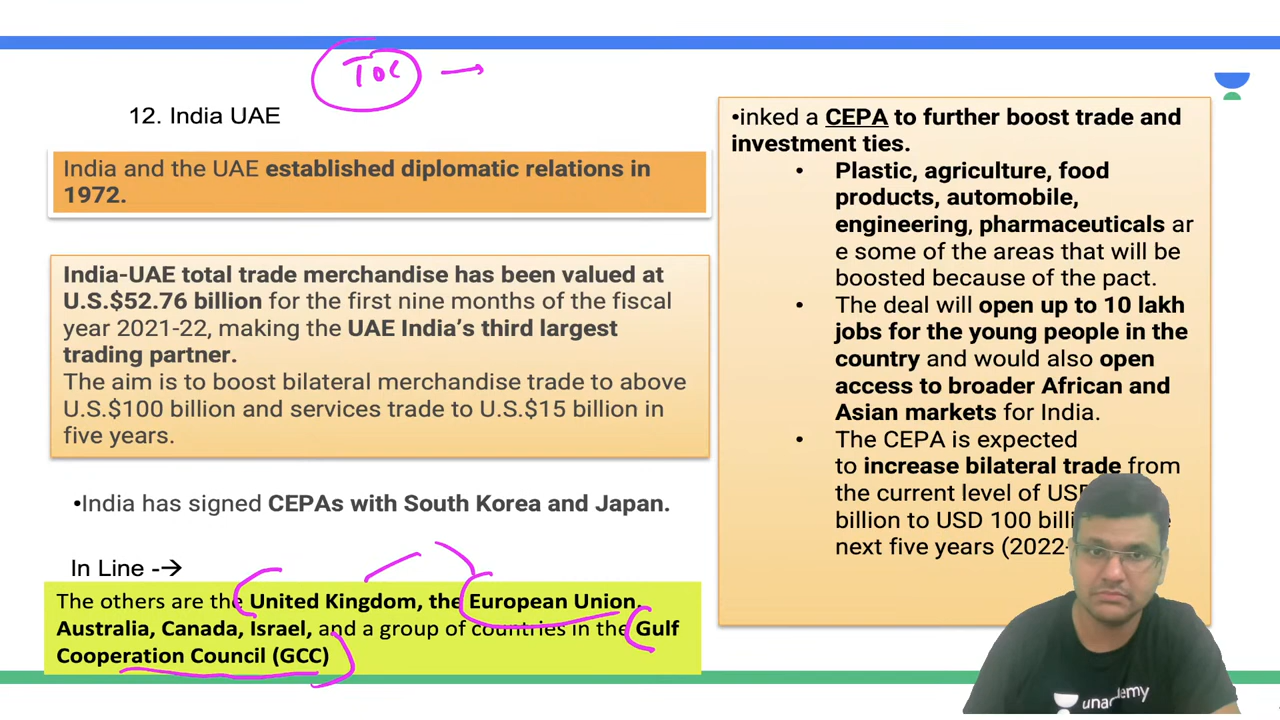 TOC →
12. India UAE
India and the UAE established diplomatic relations in
1972.
India-UAE total trade merchandise has been valued at
U.S.$52.76 billion for the first nine months of the fiscal
year 2021-22, making the UAE India’s third largest
trading partner.
The aim is to boost bilateral merchandise trade to above
U.S.$100 billion and services trade to U.S.$15 billion in
five years.
•India has signed CEPAs with South Korea and Japan.
In Line -→
The others are the United Kingdom, the European Union,
Australia, Canada, Israel, and a group of countries in the Gulf
Cooperation Council (GCC)
•inked a CEPA to further boost trade and
investment ties.
• Plastic, agriculture, food
products, automobile,
engineering, pharmaceuticals ar
e some of the areas that will be
boosted because of the pact.
• The deal will open up to 10 lakh
jobs for the young people in the
country and would also open
access to broader African and
Asian markets for India.
• The CEPA is expected
to increase bilateral trade from
the current level of
billion to USD 100
next five years
unacademy